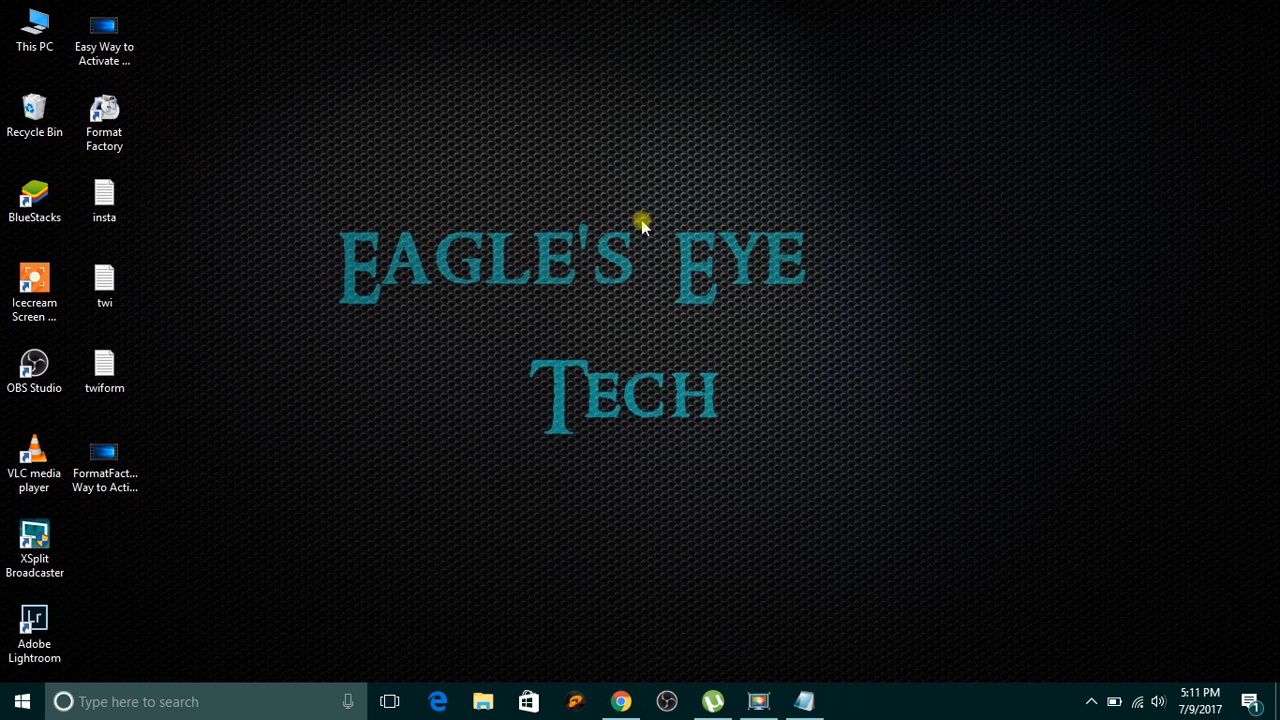 This PC
Easy Way to
Activate ...
Recycle Bin
Format
Factory
BlueStacks
insta
Icecream
Screen ...
twi
OBS Studio
twiform
VLC media
player
FormatFact...
Way to Acti...
XSplit
Broadcaster
Lr
Adobe
Lightroom
Eagle's Eye
Tech
Type here to search
5:11 PM
7/9/2017
1